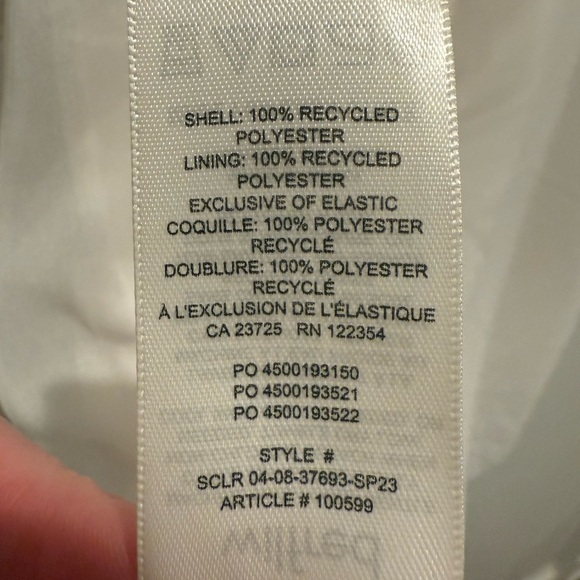 SHELL: 100% RECYCLED
POLYESTER
LINING: 100% RECYCLED
POLYESTER
EXCLUSIVE OF ELASTIC
COQUILLE: 100% POLYESTER
RECYCLÉ
DOUBLURE: 100% POLYESTER
RECYCLÉ
À L'EXCLUSION DE L'ÉLASTIQUE
CA 23725 RN 122354
PO 4500193150
PO 4500193521
PO 4500193522
STYLE #
SCLR 04-08-37693-SP23
ARTICLE # 100599
wilfred